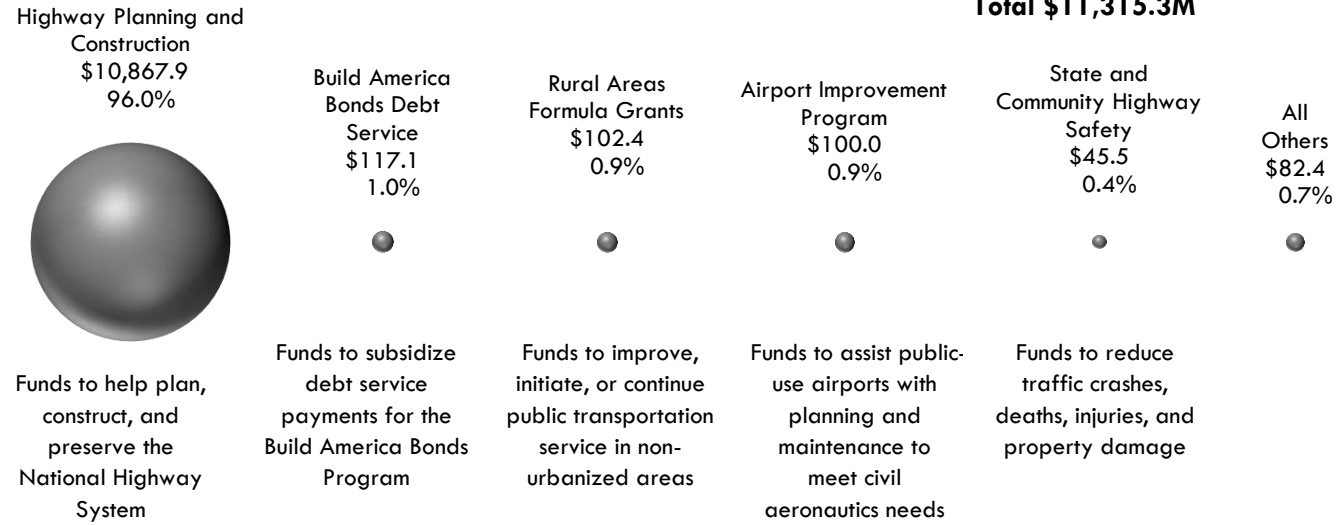 Total $11,315.3M
Highway Planning and
Construction
$10,867.9
96.0%
Build America
Bonds Debt
Service
$117.1
1.0%
Rural Areas
Formula Grants
$102.4
0.9%
Airport Improvement
Program
$100.0
0.9%
State and
Community Highway
Safety
$45.5
0.4%
All
Others
$82.4
0.7%
Funds to help plan,
construct, and
preserve the
National Highway
System
Funds to subsidize
debt service
payments for the
Build America Bonds
Program
Funds to improve,
initiate, or continue
public transportation
service in non-
urbanized areas
Funds to assist public-
use airports with
planning and
maintenance to
meet civil
aeronautics needs
Funds to reduce
traffic crashes,
deaths, injuries, and
property damage